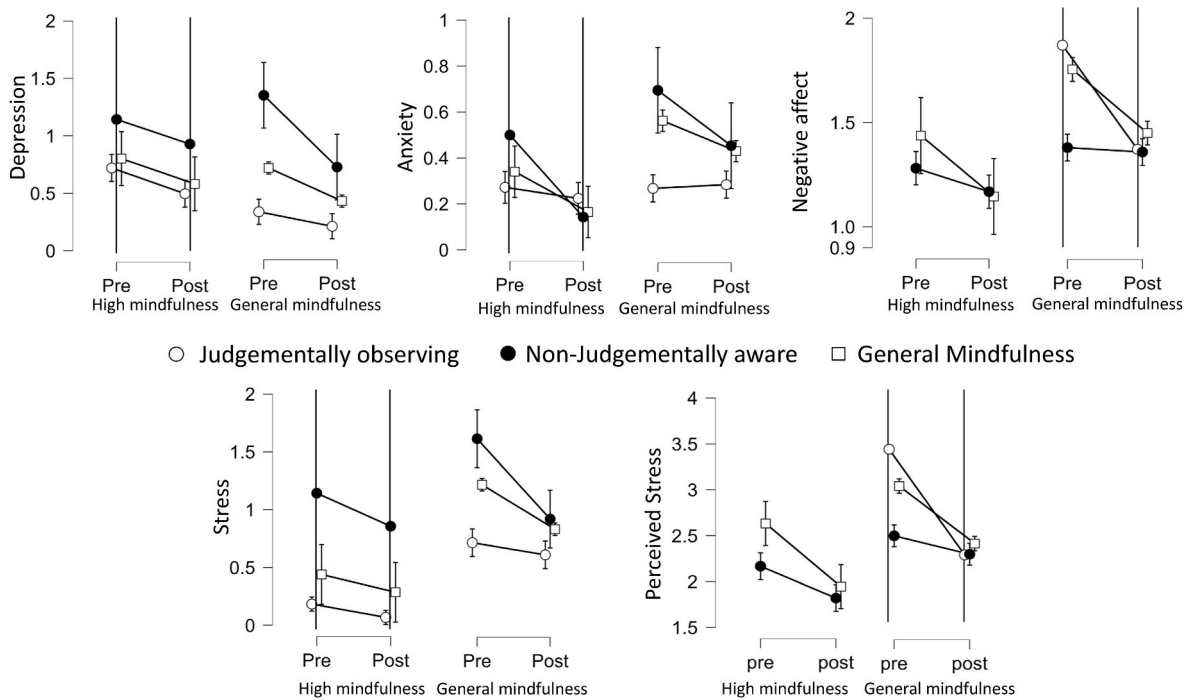 Depression
2
1.5
1
0.5
0
Pre Post Pre Post
High mindfulness General mindfulness
Anxiety
1
0.8
0.6
0.4
0.2
0
Pre Post Pre Post
High mindfulness General mindfulness
Negative affect
2
1.5
1.0
0.9
Pre Post Pre Post
High mindfulness General mindfulness
Judgementally observing Non-Judgementally aware General Mindfulness
Stress
2
1.5
1
0.5
0
Pre Post Pre Post
High mindfulness General mindfulness
Perceived Stress
4
3.5
3
2.5
2
1.5
pre post pre post
High mindfulness General mindfulness